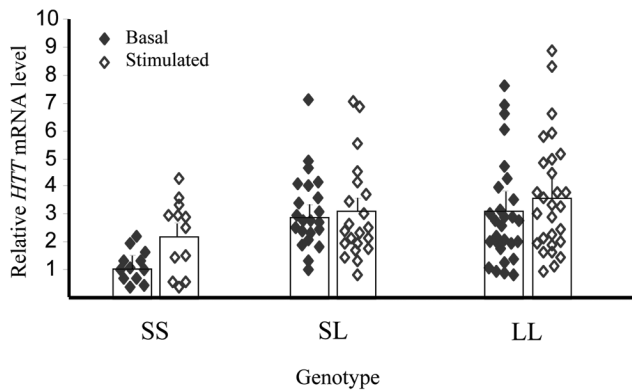 10
9
8
7
6
5
4
3
2
1
Relative HTT mRNA level
Basal
Stimulated
SS
SL
LL
Genotype